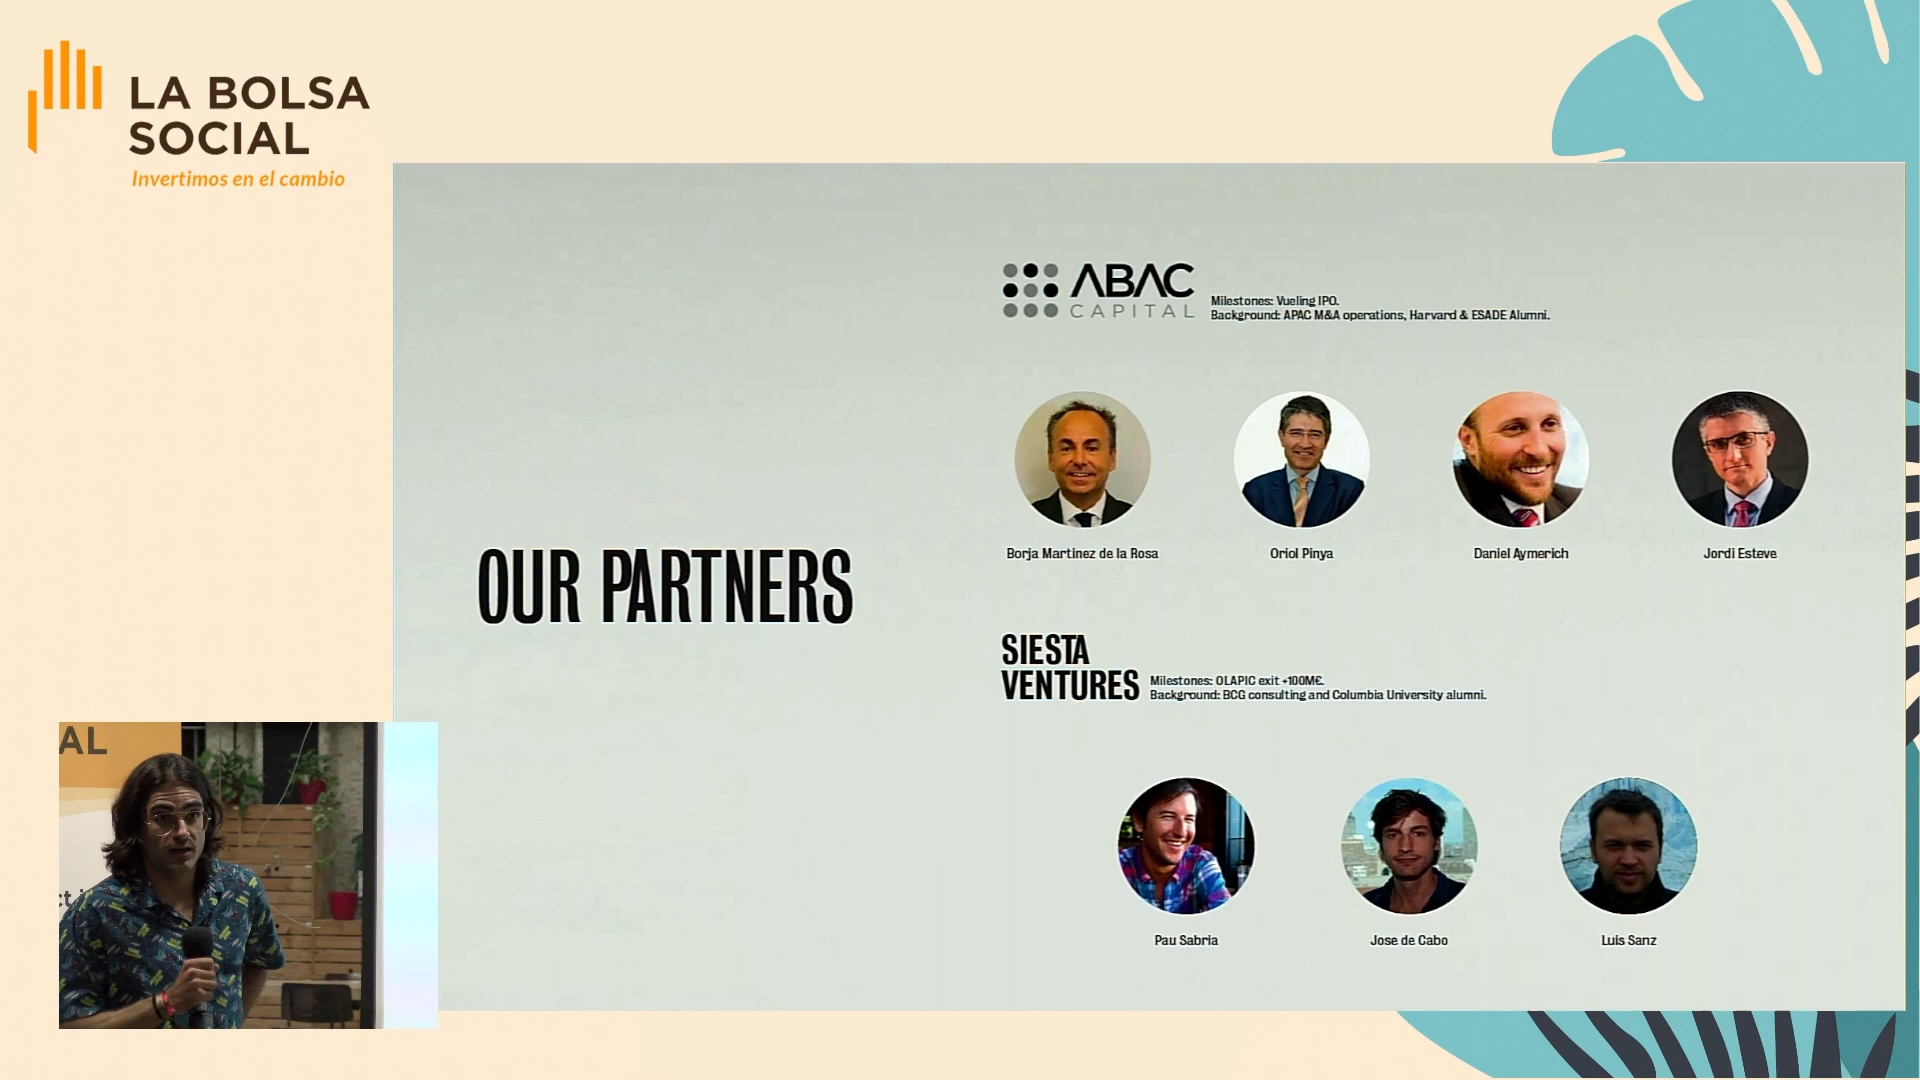 LA BOLSA
SOCIAL
Invertimos en el cambio
ABAC
CAPITAL
Milestones: Vueling IPO.
Background: APAC M&A operations, Harvard & ESADE Alumni.
Borja Martinez de la Rosa
Oriol Pinya
Daniel Aymerich
Jordi Esteve
OUR PARTNERS
SIESTA
VENTURES
Milestones: OLAPIC exit +100M€.
Background: BCG consulting and Columbia University alumni.
Pau Sabria
Jose de Cabo
Luis Sanz
AL